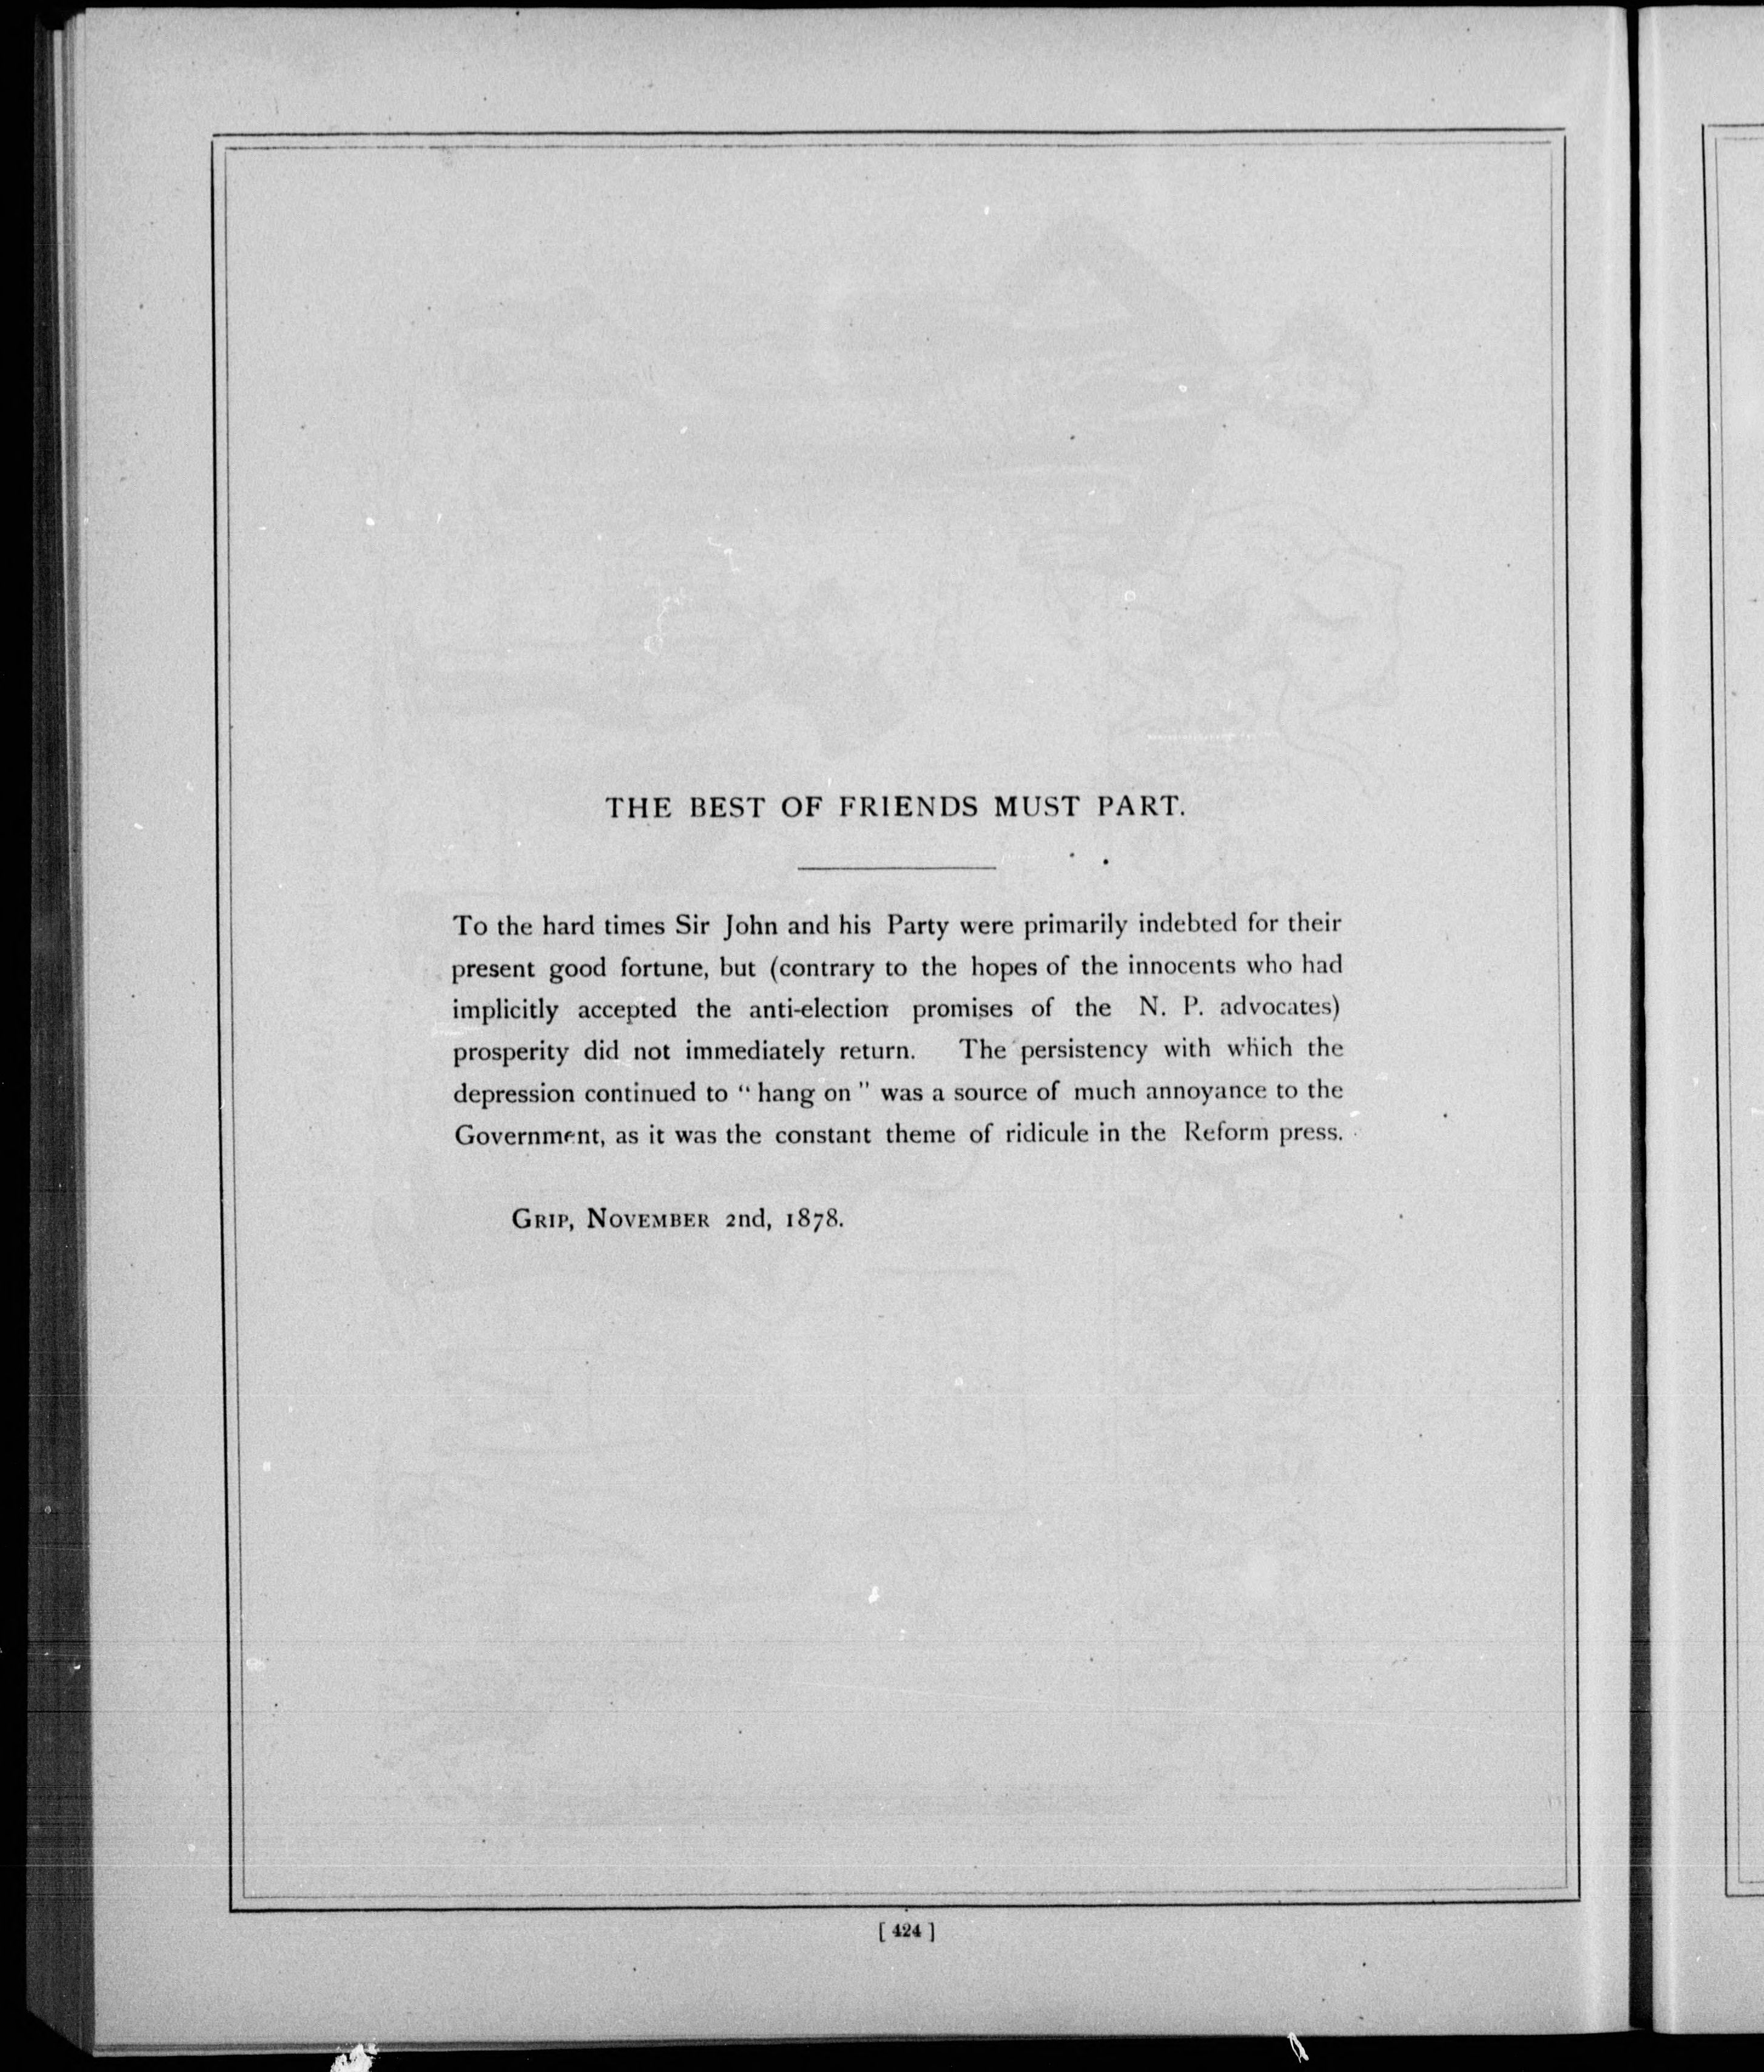 THE BEST OF FRIENDS MUST PART.
To the hard times Sir John and his Party were primarily indebted for their
present good fortune, but (contrary to the hopes of the innocents who had
implicitly accepted the anti-election promises of the N. P. advocates)
prosperity did not immediately return. The persistency with which the
depression continued to “ hang on ” was a source of much annoyance to the
Government, as it was the constant theme of ridicule in the Reform press.
GRIP, NOVEMBER 2nd, 1878.
[ 424 ]